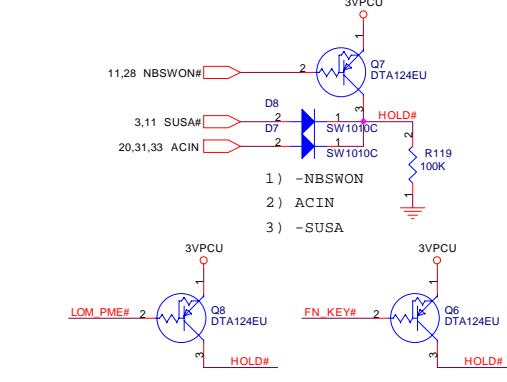 3VPCU
1
11,28 NBSWON#
2
Q7
DTA124EU
3
D8
3,11 SUSA#
2
1
HOLD#
D7
SW1010C
2
20,31,33 ACIN
2
1
SW1010C
R119
100K
1
1) -NBSWON
2) ACIN
3) -SUSA
3VPCU
3VPCU
1
1
LOM_PME#
2
Q8
DTA124EU
FN_KEY#
2
Q6
DTA124EU
3
3
HOLD#
HOLD#